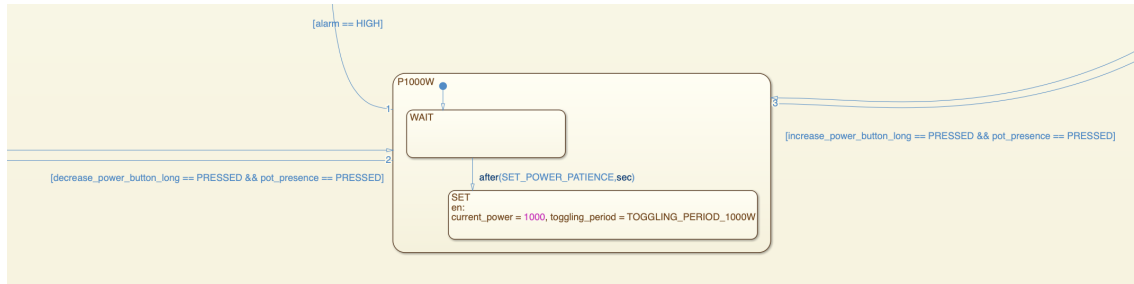 [alarm == HIGH]
P1000W
1
WAIT
3
2
[increase_power_button_long == PRESSED && pot_presence == PRESSED]
[decrease_power_button_long == PRESSED && pot_presence == PRESSED]
after(SET_POWER_PATIENCE,sec)
SET
en:
current_power = 1000, toggling_period = TOGGLING_PERIOD_1000W